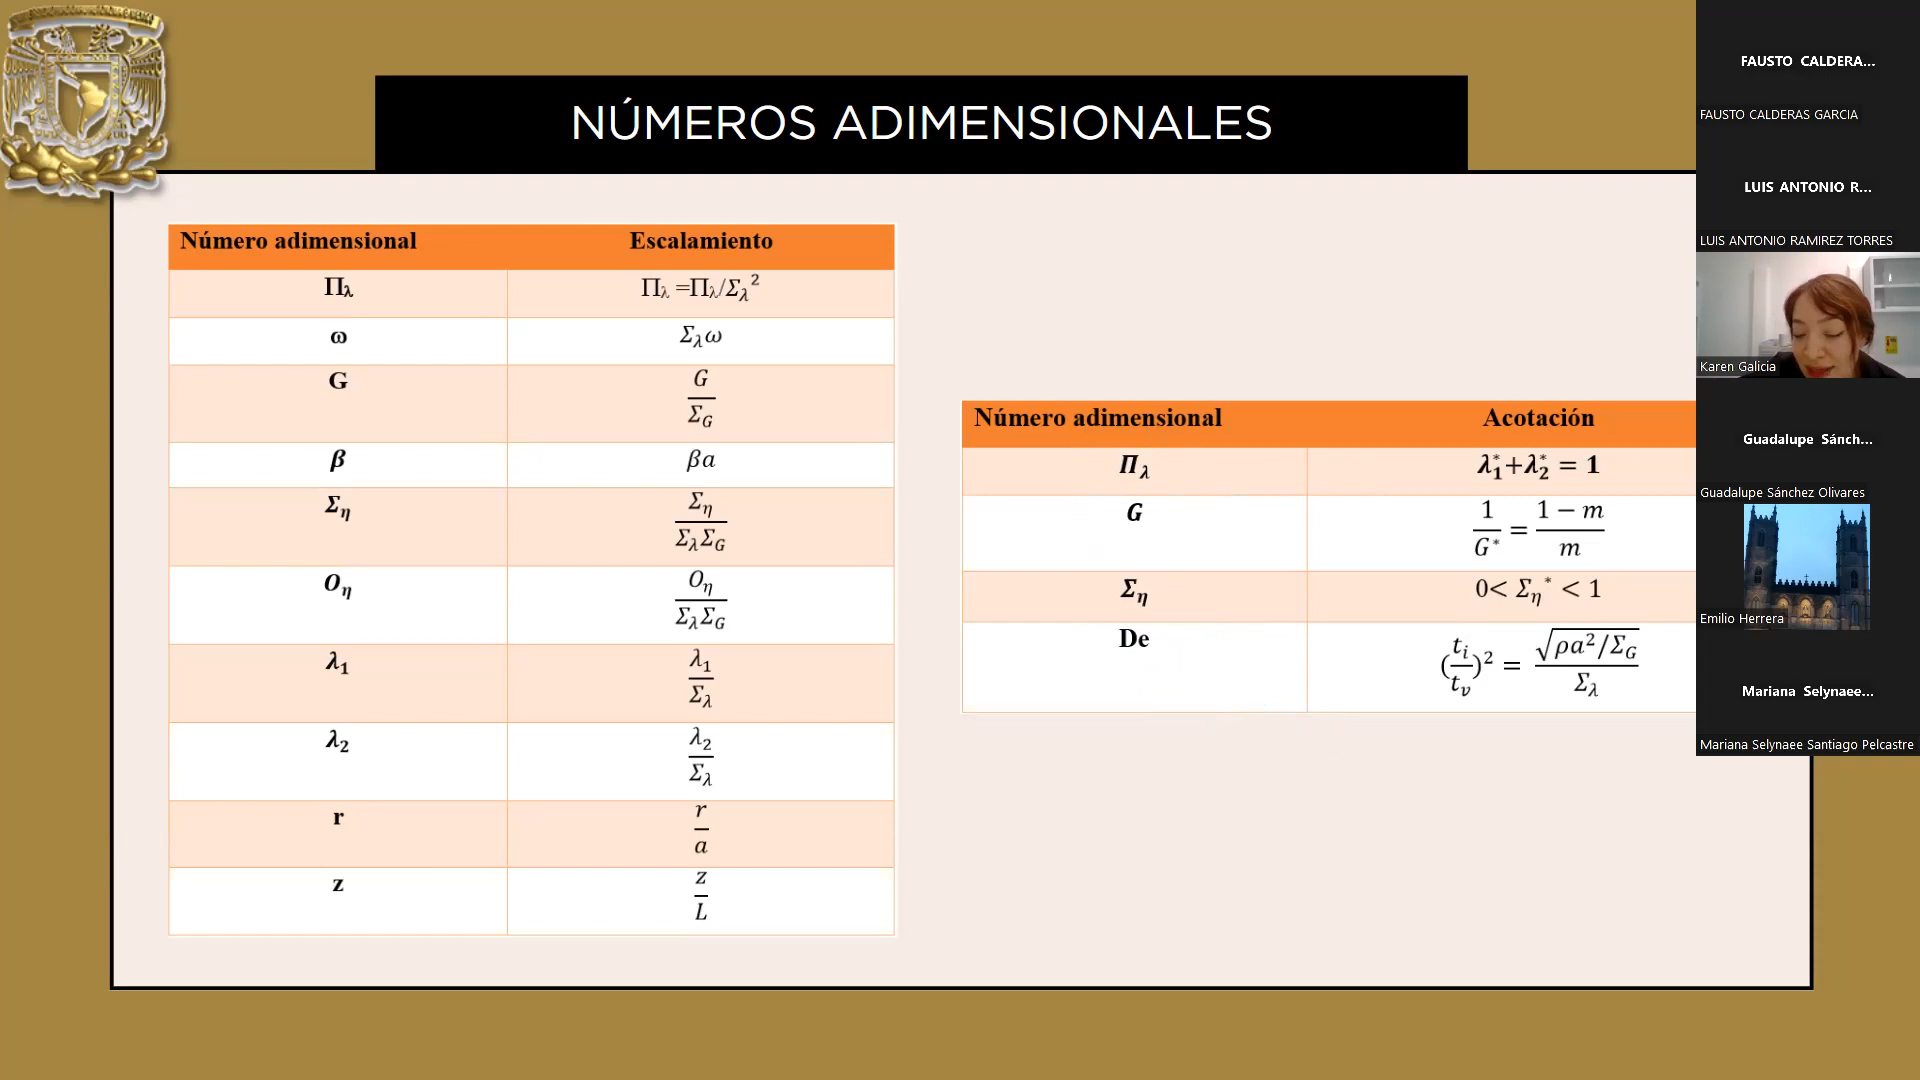 NÚMEROS ADIMENSIONALES
Número adimensional Escalamiento
Πλ Πλ =Πλ/Σλ²
ω Σλω
G G/ΣG
β βa
Ση Ση/ΣλΣG
Oη Oη/ΣλΣG
λ1 λ1/Σλ
λ2 λ2/Σλ
r r/a
z z/L
Número adimensional Acotación
Πλ λ1*+λ2* = 1
G 1/G* = (1 − m)/m
Ση 0< Ση* < 1
De (ti/tv)² = √(ρa²/ΣG)/Σλ
FAUSTO CALDERA...
FAUSTO CALDERAS GARCIA
LUIS ANTONIO R...
LUIS ANTONIO RAMIREZ TORRES
Karen Galicia
Guadalupe Sánch...
Guadalupe Sánchez Olivares
Emilio Herrera
Mariana Selynaee...
Mariana Selynaee Santiago Pelcastre